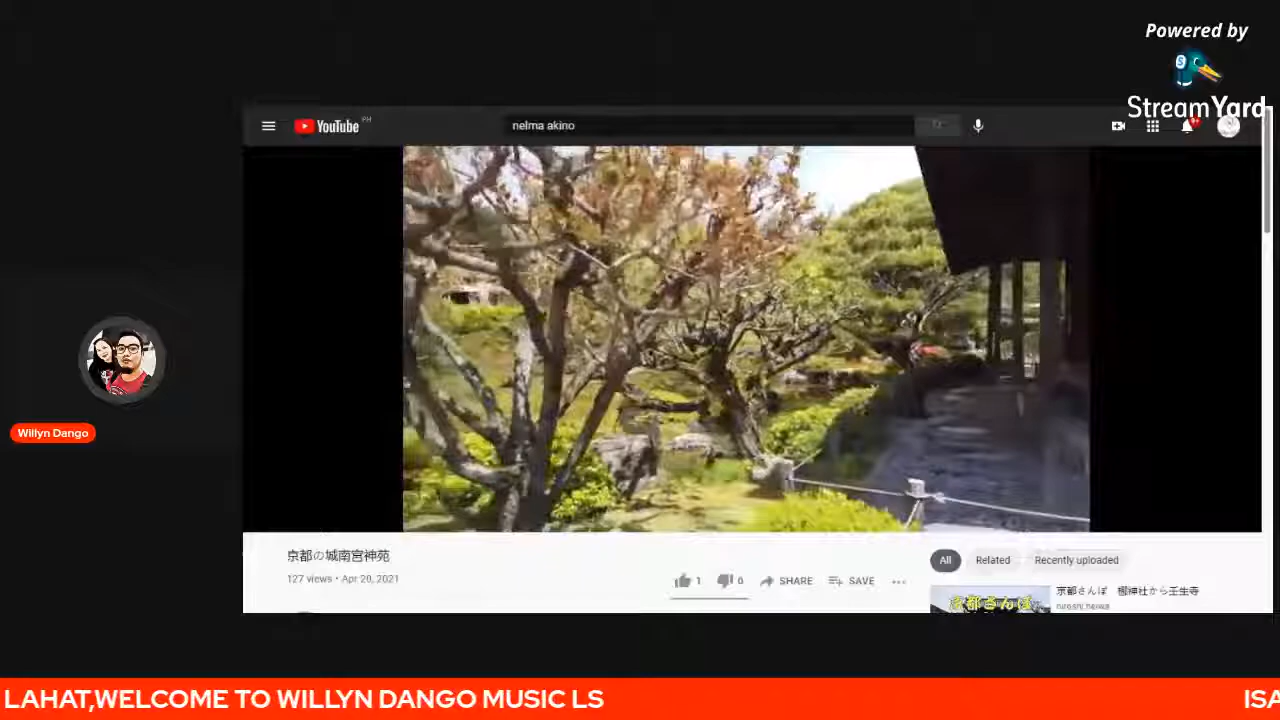 Powered by
StreamYard
YouTube PH
nelma akino
9+
Willyn Dango
京都の城南宮神苑
127 views • Apr 20, 2021
1
0
SHARE
SAVE
All
Related
Recently uploaded
京都さんぽ
京都さんぽ 梛神社から壬生寺
LAHAT,WELCOME TO WILLYN DANGO MUSIC LS
ISA